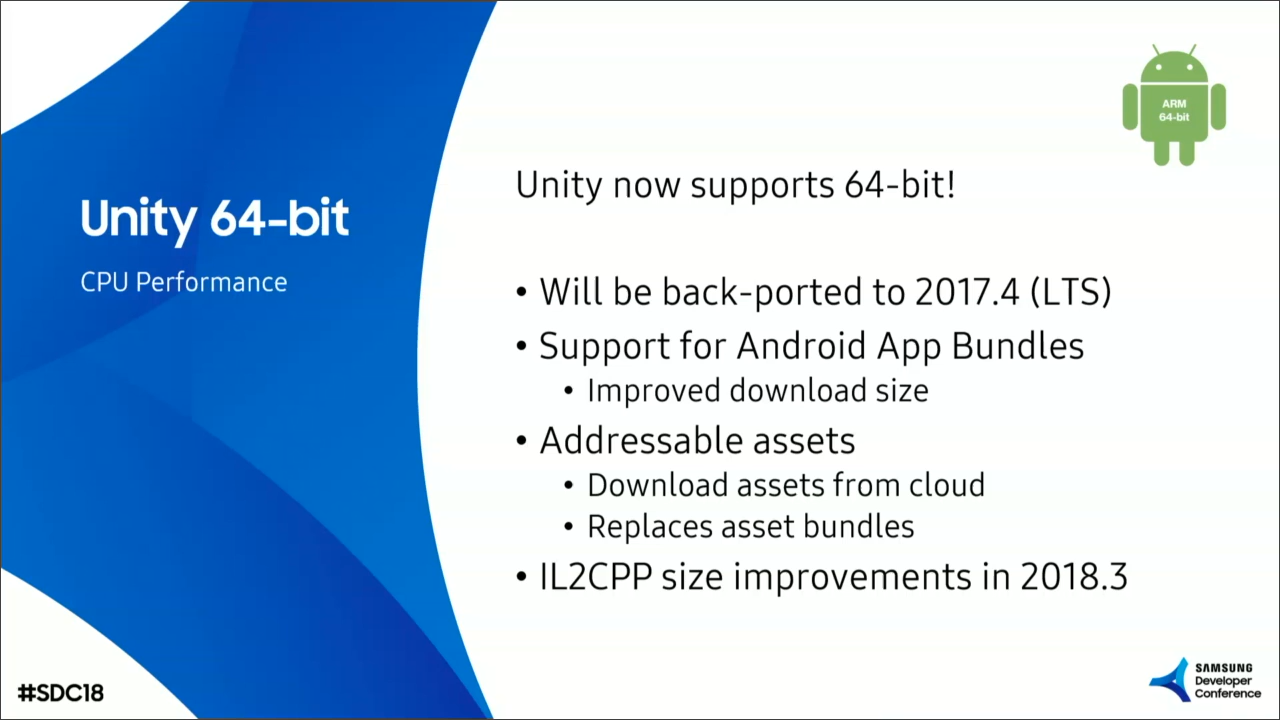 Unity 64-bit
CPU Performance
ARM
64-bit
Unity now supports 64-bit!
• Will be back-ported to 2017.4 (LTS)
• Support for Android App Bundles
• Improved download size
• Addressable assets
• Download assets from cloud
• Replaces asset bundles
• IL2CPP size improvements in 2018.3
#SDC18
SAMSUNG
Developer
Conference